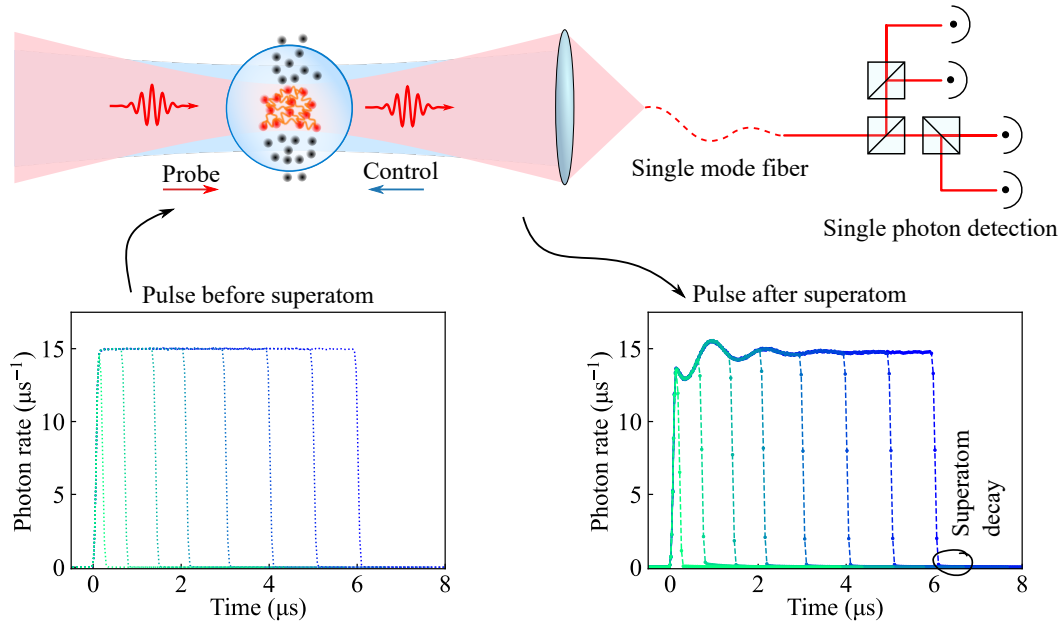 Probe
Control
Single mode fiber
Single photon detection
Pulse before superatom
Pulse after superatom
Photon rate (μs⁻¹)
15
10
5
0
0
2
4
6
8
Time (μs)
Photon rate (μs⁻¹)
15
10
5
0
0
2
4
6
8
Time (μs)
Superatom
decay